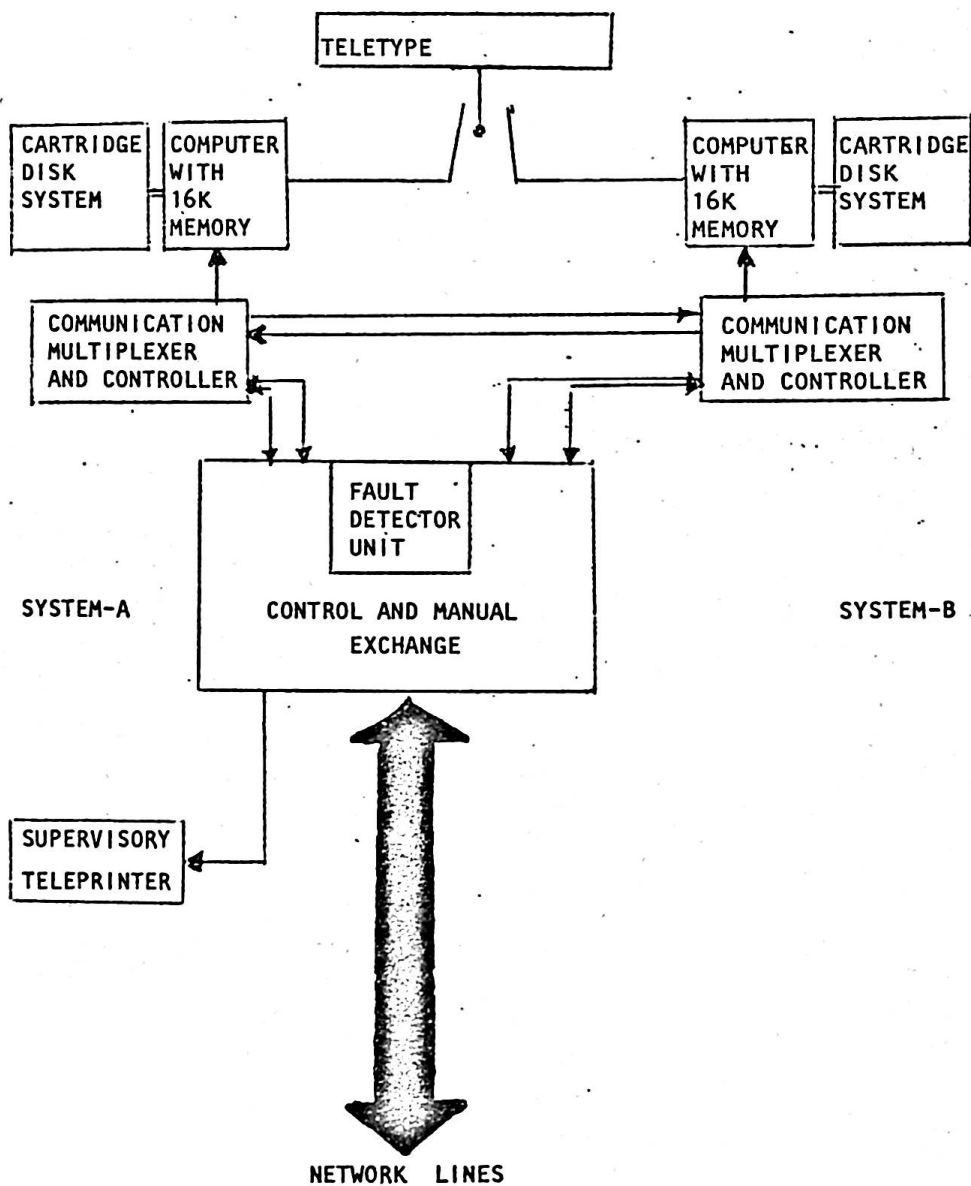 TELETYPE
CARTRIDGE
DISK
SYSTEM
COMPUTER
WITH
16K
MEMORY
COMPUTER
WITH
16K
MEMORY
CARTRIDGE
DISK
SYSTEM
COMMUNICATION
MULTIPLEXER
AND CONTROLLER
COMMUNICATION
MULTIPLEXER
AND CONTROLLER
FAULT
DETECTOR
UNIT
SYSTEM-A
CONTROL AND MANUAL
EXCHANGE
SYSTEM-B
SUPERVISORY
TELEPRINTER
NETWORK LINES